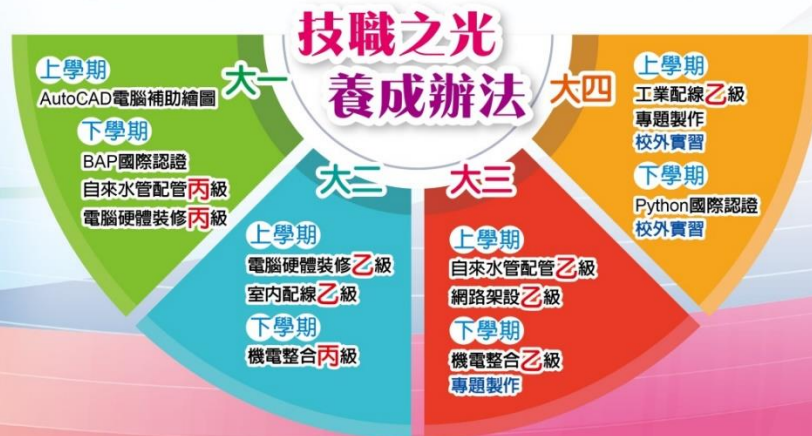 技職之光
養成辦法
大一
上學期
AutoCAD電腦補助繪圖
下學期
BAP國際認證
自來水管配管丙級
電腦硬體裝修丙級
大二
上學期
電腦硬體裝修乙級
室內配線乙級
下學期
機電整合丙級
大三
上學期
自來水管配管乙級
網路架設乙級
下學期
機電整合乙級
專題製作
大四
上學期
工業配線乙級
專題製作
校外實習
下學期
Python國際認證
校外實習